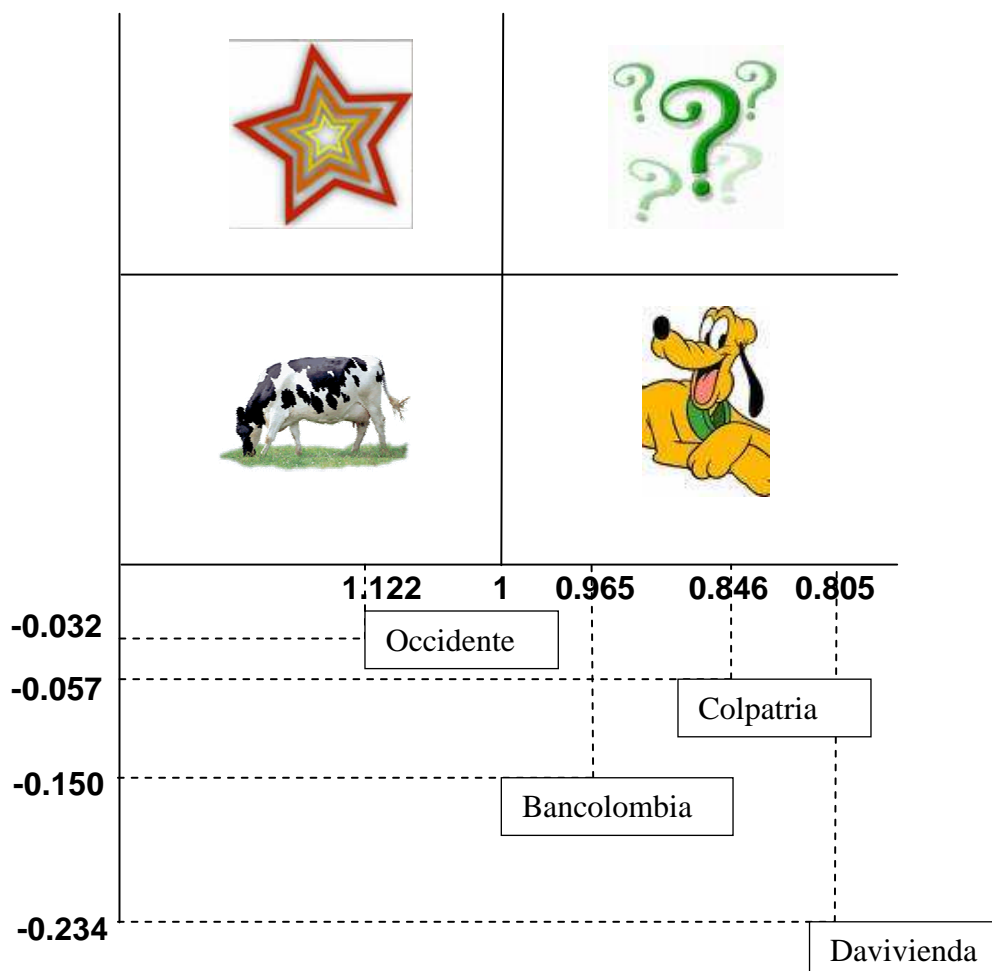 1.122 1 0.965 0.846 0.805
-0.032
Occidente
-0.057
Colpatria
-0.150
Bancolombia
-0.234
Davivienda